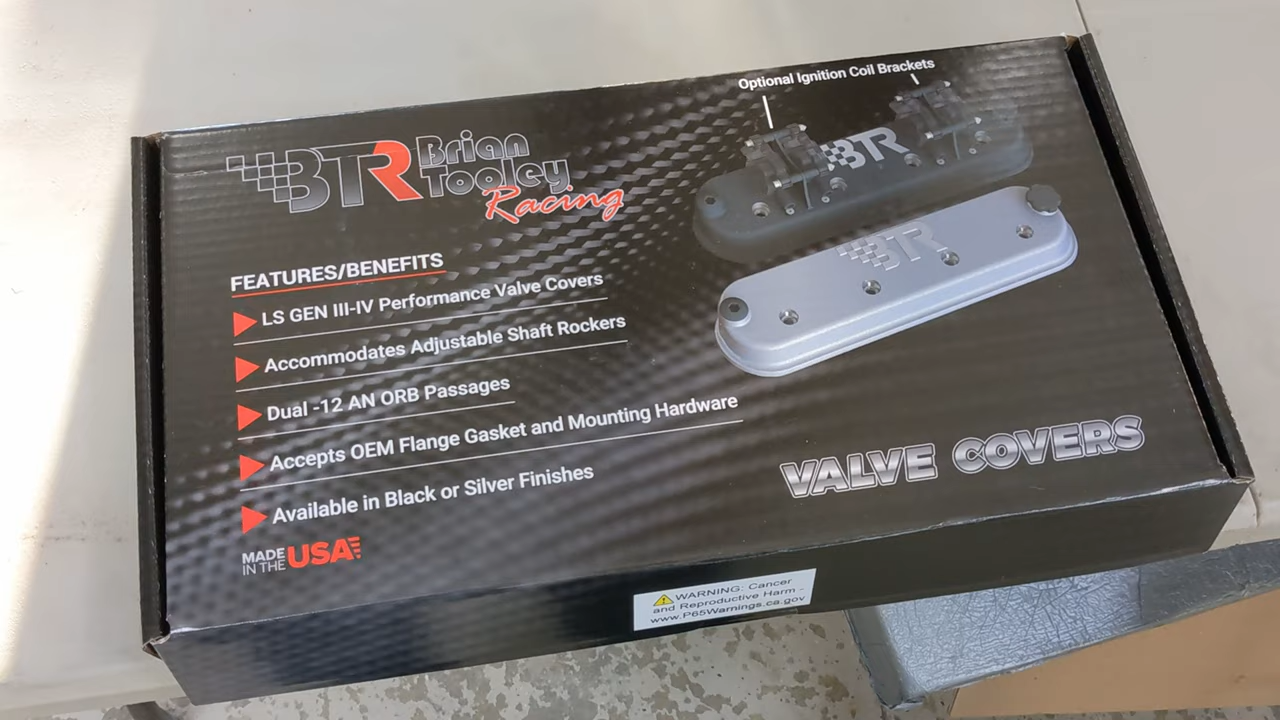 Optional Ignition Coil Brackets
BTR
Brian
Tooley
Racing
BTR
BTR
FEATURES/BENEFITS
LS GEN III-IV Performance Valve Covers
Accommodates Adjustable Shaft Rockers
Dual -12 AN ORB Passages
Accepts OEM Flange Gasket and Mounting Hardware
Available in Black or Silver Finishes
VALVE COVERS
MADE
IN THE
USA
WARNING: Cancer
and Reproductive Harm -
www.P65Warnings.ca.gov